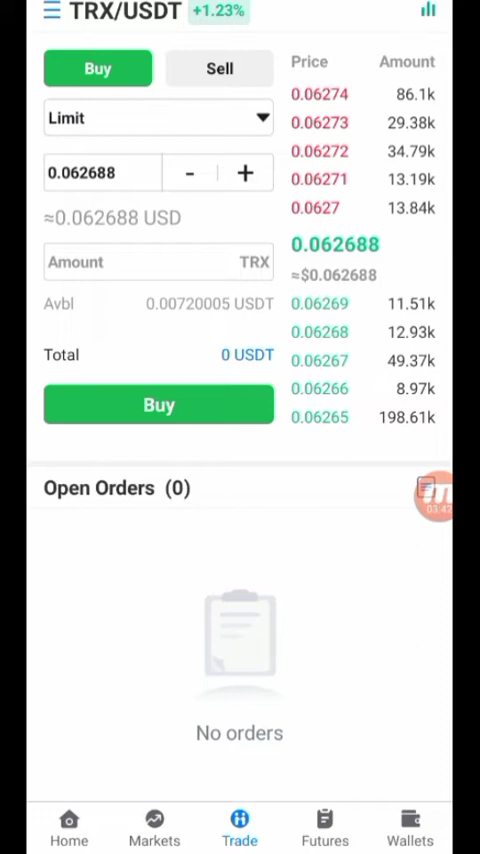 TRX/USDT +1.23%
Buy
Sell
Limit
0.062688 - +
≈0.062688 USD
Amount TRX
Avbl 0.00720005 USDT
Total 0 USDT
Buy
Price Amount
0.06274 86.1k
0.06273 29.38k
0.06272 34.79k
0.06271 13.19k
0.0627 13.84k
0.062688
≈$0.062688
0.06269 11.51k
0.06268 12.93k
0.06267 49.37k
0.06266 8.97k
0.06265 198.61k
Open Orders (0)
03:42
No orders
Home Markets Trade Futures Wallets